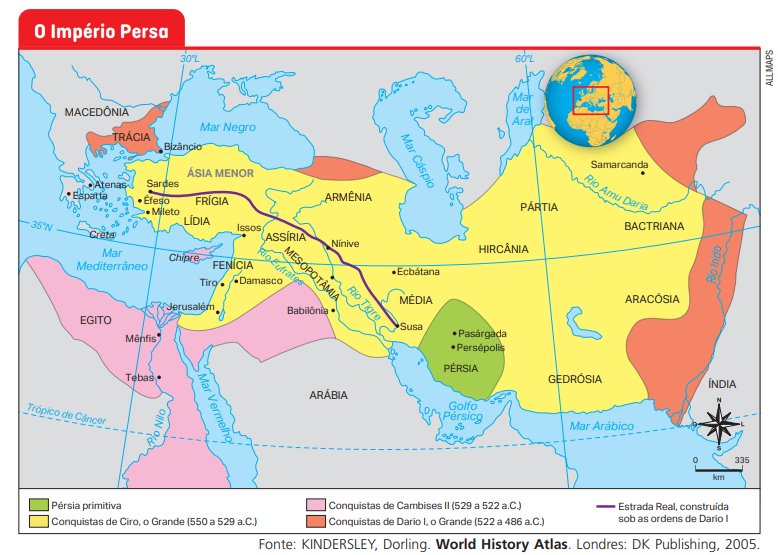 O Império Persa
ALLMAPS
30°L
60°L
MACEDÔNIA
TRÁCIA
Bizâncio
Mar Negro
Mar Cáspio
Mar
de
Aral
Samarcanda
Rio Amu Daria
ÁSIA MENOR
Atenas
Esparta
Sardes
Éfeso
Mileto
FRÍGIA
LÍDIA
ARMÊNIA
PÁRTIA
BACTRIANA
35°N
Creta
Issos
ASSÍRIA
Nínive
HIRCÂNIA
Mar
Mediterrâneo
Chipre
FENÍCIA
Rio Eufrates
MESOPOTÂMIA
Rio Tigre
Ecbátana
Rio Indo
Tiro
Damasco
MÉDIA
ARACÓSIA
Jerusalém
Babilônia
Susa
EGITO
Mênfis
Pasárgada
Persépolis
PÉRSIA
Tebas
ARÁBIA
GEDRÓSIA
ÍNDIA
Trópico de Câncer
Rio Nilo
Mar Vermelho
Golfo
Pérsico
Mar Arábico
N
O
L
S
0 335
km
Pérsia primitiva
Conquistas de Ciro, o Grande (550 a 529 a.C.)
Conquistas de Cambises II (529 a 522 a.C.)
Conquistas de Dario I, o Grande (522 a 486 a.C.)
Estrada Real, construída
sob as ordens de Dario I
Fonte: KINDERSLEY, Dorling. World History Atlas. Londres: DK Publishing, 2005.